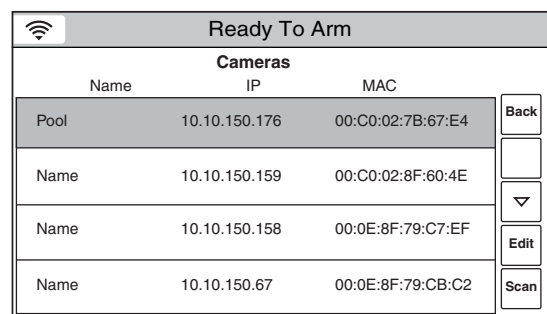 Ready To Arm
Cameras
Name IP MAC
Pool 10.10.150.176 00:C0:02:7B:67:E4
Back
Name 10.10.150.159 00:C0:02:8F:60:4E
Name 10.10.150.158 00:0E:8F:79:C7:EF
Edit
Name 10.10.150.67 00:0E:8F:79:CB:C2
Scan